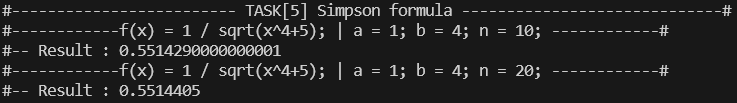 #------------------------- TASK[5] Simpson formula -----------------------------#
#------------f(x) = 1 / sqrt(x^4+5); | a = 1; b = 4; n = 10; ------------#
#-- Result : 0.5514290000000001
#------------f(x) = 1 / sqrt(x^4+5); | a = 1; b = 4; n = 20; ------------#
#-- Result : 0.5514405